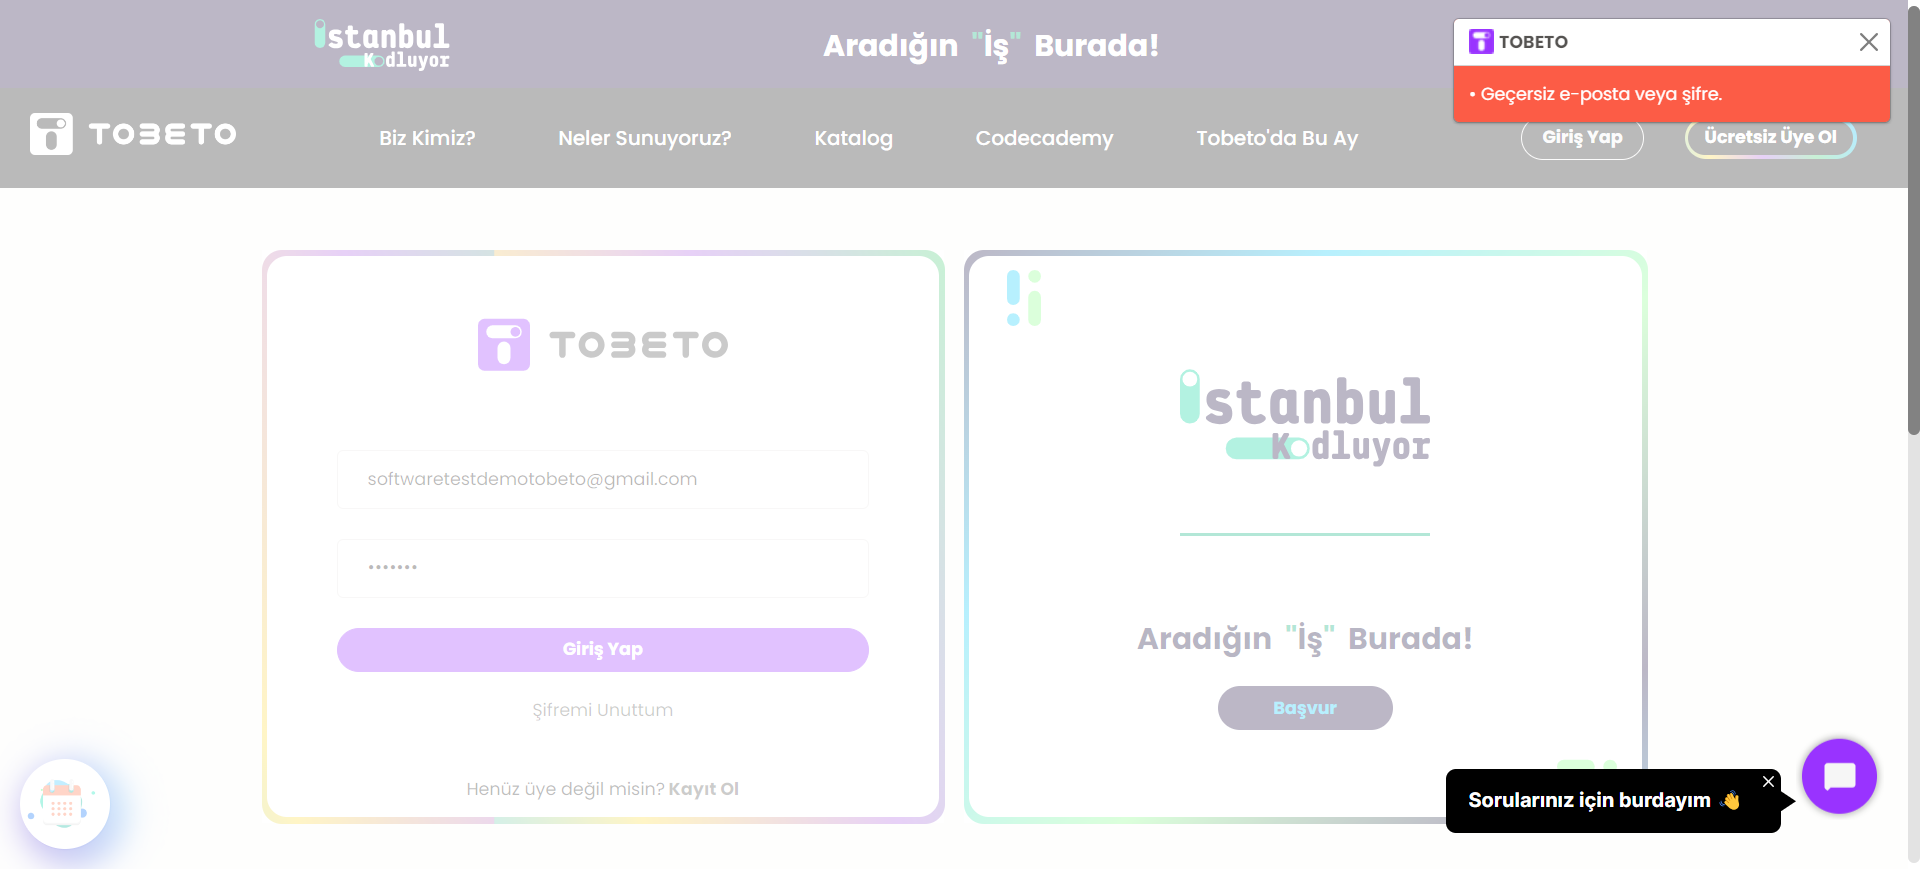 istanbul
Kodluyor
Aradığın "İş" Burada!
TOBETO
• Geçersiz e-posta veya şifre.
TOBETO
Biz Kimiz?
Neler Sunuyoruz?
Katalog
Codecademy
Tobeto'da Bu Ay
Giriş Yap
Ücretsiz Üye Ol
TOBETO
softwaretestdemotobeto@gmail.com
•••••••
Giriş Yap
Şifremi Unuttum
Henüz üye değil misin? Kayıt Ol
istanbul
Kodluyor
Aradığın "İş" Burada!
Başvur
Sorularınız için burdayım 👋